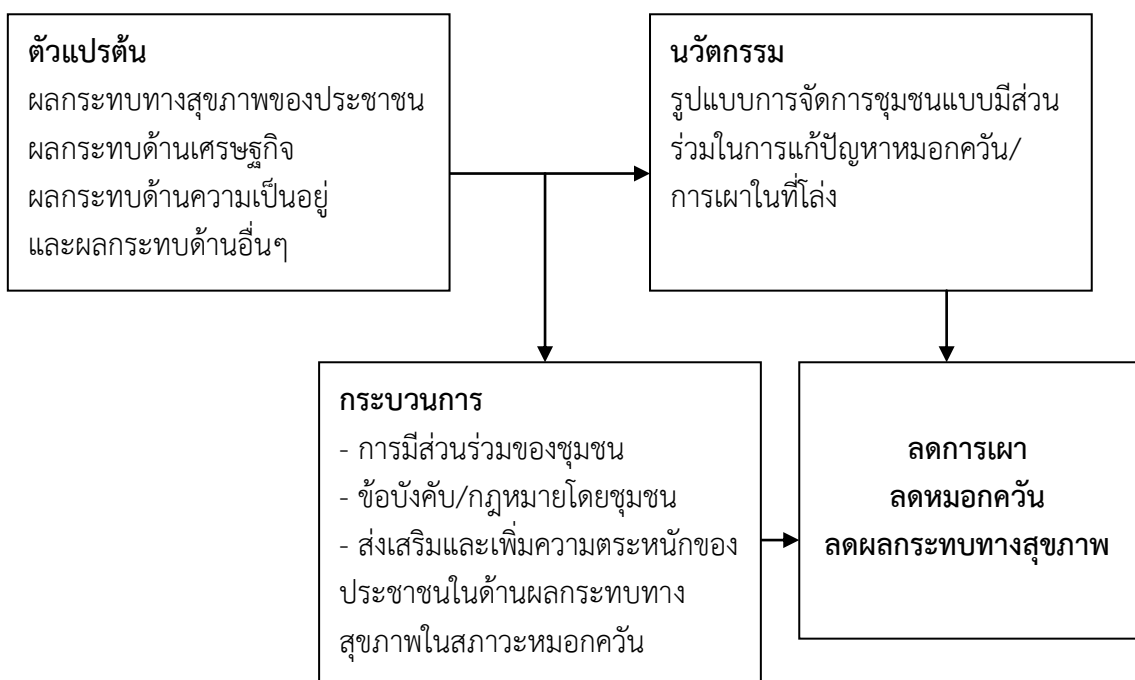 ตัวแปรต้น
ผลกระทบทางสุขภาพของประชาชน
ผลกระทบด้านเศรษฐกิจ
ผลกระทบด้านความเป็นอยู่
และผลกระทบด้านอื่นๆ
นวัตกรรม
รูปแบบการจัดการชุมชนแบบมีส่วน
ร่วมในการแก้ปัญหาหมอกควัน/
การเผาในที่โล่ง
กระบวนการ
- การมีส่วนร่วมของชุมชน
- ข้อบังคับ/กฎหมายโดยชุมชน
- ส่งเสริมและเพิ่มความตระหนักของ
ประชาชนในด้านผลกระทบทาง
สุขภาพในสภาวะหมอกควัน
ลดการเผา
ลดหมอกควัน
ลดผลกระทบทางสุขภาพ